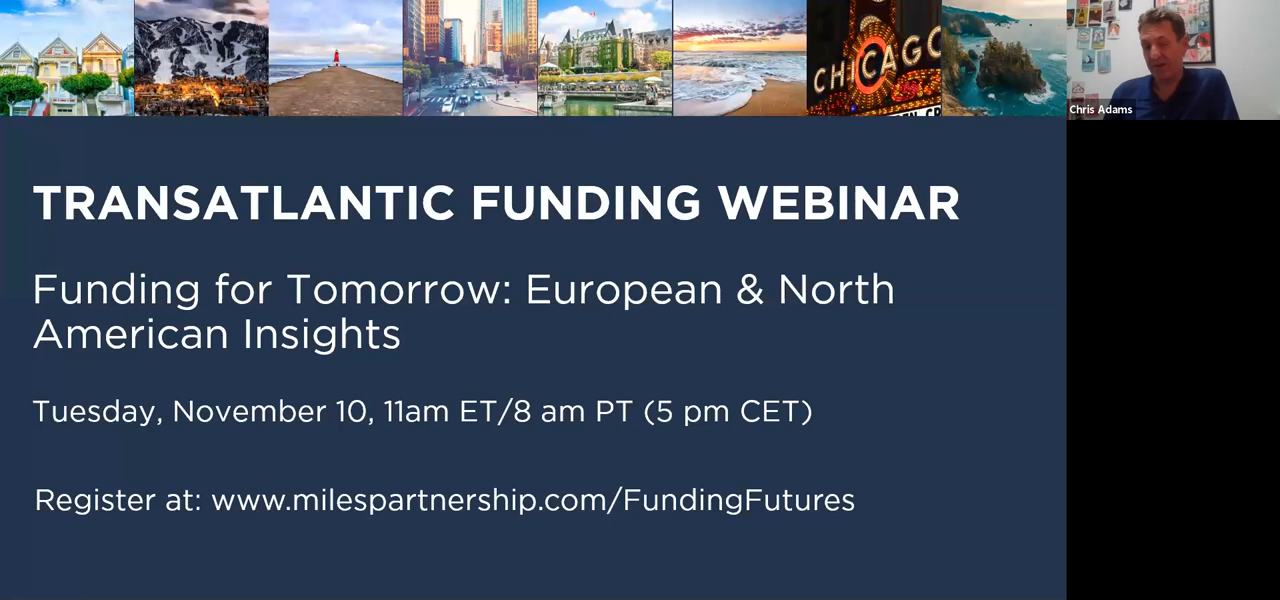 CHICAGO
Chris Adams
TRANSATLANTIC FUNDING WEBINAR
Funding for Tomorrow: European & North
American Insights
Tuesday, November 10, 11am ET/8 am PT (5 pm CET)
Register at: www.milespartnership.com/FundingFutures